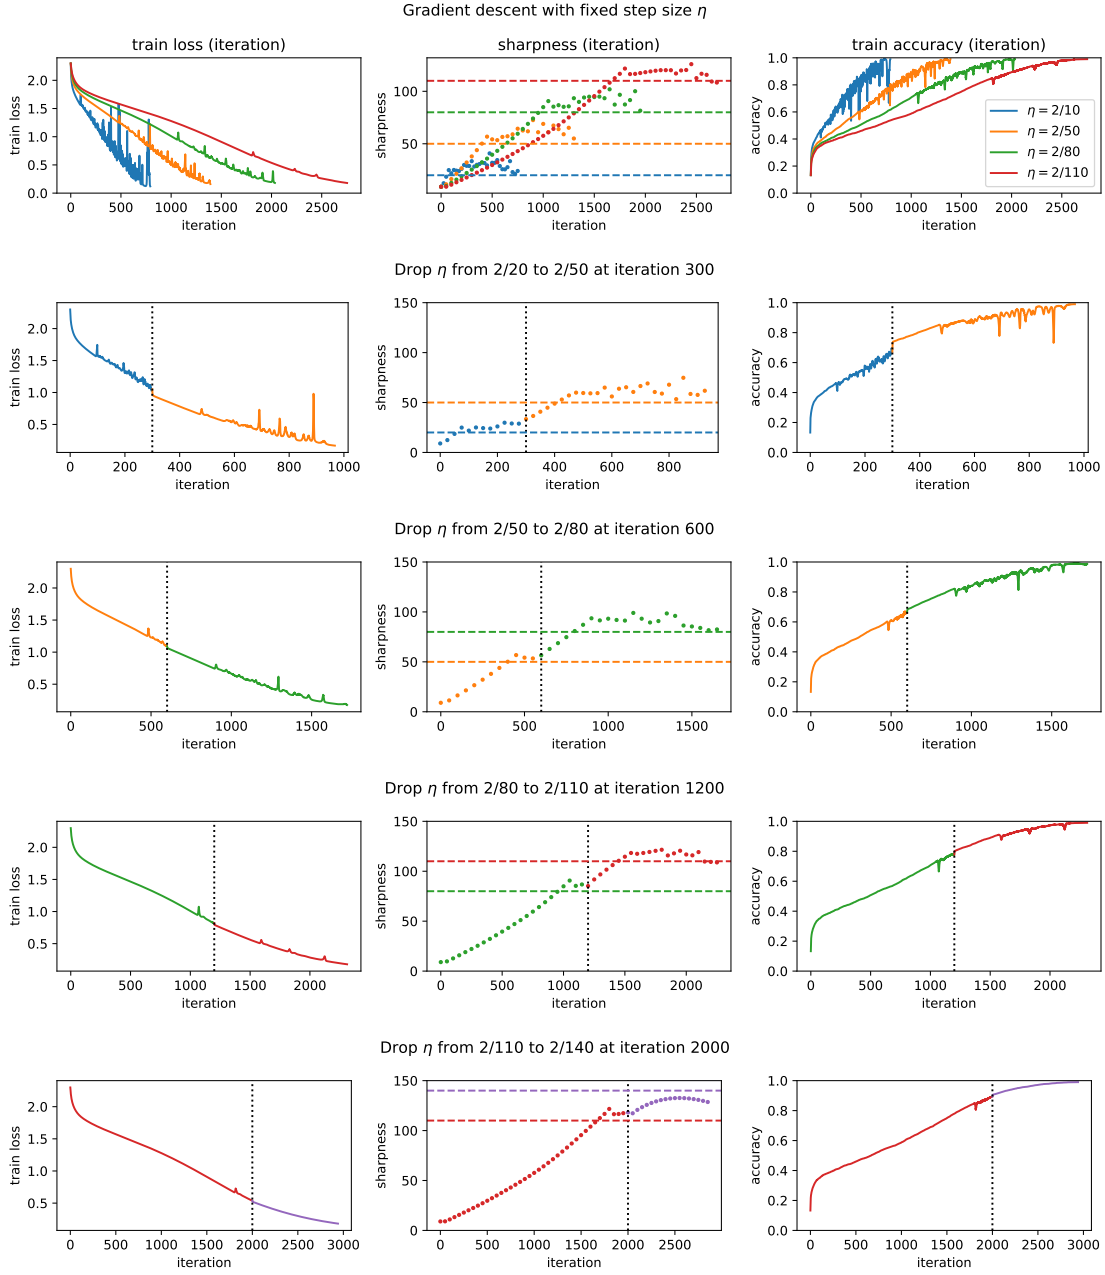 Gradient descent with fixed step size η
train loss (iteration)
sharpness (iteration)
train accuracy (iteration)
train loss
2.0
1.5
1.0
0.5
0.0
0 500 1000 1500 2000 2500
iteration
sharpness
100
50
0 500 1000 1500 2000 2500
iteration
accuracy
1.0
0.8
0.6
0.4
0.2
0.0
η = 2/10
η = 2/50
η = 2/80
η = 2/110
0 500 1000 1500 2000 2500
iteration
Drop η from 2/20 to 2/50 at iteration 300
train loss
2.0
1.5
1.0
0.5
0 200 400 600 800 1000
iteration
sharpness
150
100
50
0
0 200 400 600 800
iteration
accuracy
1.0
0.8
0.6
0.4
0.2
0.0
0 200 400 600 800 1000
iteration
Drop η from 2/50 to 2/80 at iteration 600
train loss
2.0
1.5
1.0
0.5
0 500 1000 1500
iteration
sharpness
150
100
50
0
0 500 1000 1500
iteration
accuracy
1.0
0.8
0.6
0.4
0.2
0.0
0 500 1000 1500
iteration
Drop η from 2/80 to 2/110 at iteration 1200
train loss
2.0
1.5
1.0
0.5
0 500 1000 1500 2000
iteration
sharpness
150
100
50
0
0 500 1000 1500 2000
iteration
accuracy
1.0
0.8
0.6
0.4
0.2
0.0
0 500 1000 1500 2000
iteration
Drop η from 2/110 to 2/140 at iteration 2000
train loss
2.0
1.5
1.0
0.5
0 500 1000 1500 2000 2500 3000
iteration
sharpness
150
100
50
0
0 500 1000 1500 2000 2500 3000
iteration
accuracy
1.0
0.8
0.6
0.4
0.2
0.0
0 500 1000 1500 2000 2500 3000
iteration